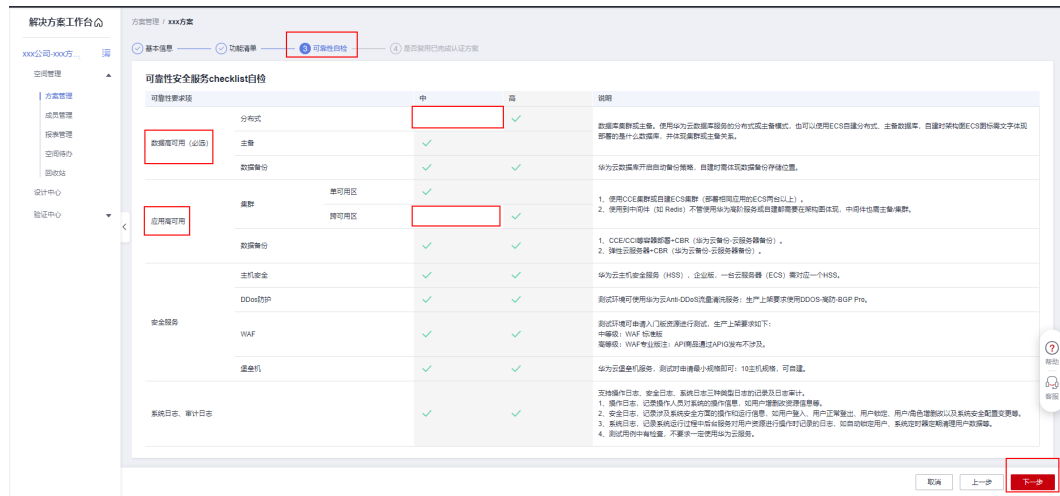 解决方案工作台
方案管理 / xxx方案
xxx公司-xxx方...
基本信息
功能清单
3 可靠性自检
4 是否复用已完成认证方案
空间管理
方案管理
成员管理
报表管理
空间待办
回收站
设计中心
验证中心
可靠性安全服务checklist自检
可靠性要求项 中 高 说明
数据高可用（必选）
分布式
主备
数据库集群或主备。使用华为云数据库服务的分布式或主备模式，也可以使用ECS自建分布式、主备数据库，自建时架构图ECS图标需文字体现
部署的是什么数据库，并体现集群或主备关系。
数据备份
华为云数据库开启自动备份策略，自建时需体现数据备份存储位置。
应用高可用
集群
单可用区
跨可用区
1、使用CCE集群或自建ECS集群（部署相同应用的ECS两台以上）。
2、使用到中间件（如 Redis）不管使用华为高阶服务或自建都需要在架构图体现，中间件也需主备/集群。
数据备份
1、CCE/CCI等容器部署+CBR（华为云备份-云服务器备份）。
2、弹性云服务器+CBR（华为云备份-云服务器备份）。
安全服务
主机安全
华为云主机安全服务（HSS）、企业版，一台云服务器（ECS）需对应一个HSS。
DDos防护
测试环境可使用华为云Anti-DDoS流量清洗服务；生产上架要求使用DDOS-高防-BGP Pro。
WAF
测试环境可申请入门版资源进行测试，生产上架要求如下：
中等级：WAF 标准版
高等级：WAF专业版注：API商品通过APIG发布不涉及。
堡垒机
华为云堡垒机服务，测试时申请最小规格即可：10主机规格，可自建。
系统日志、审计日志
支持操作日志、安全日志、系统日志三种类型日志的记录及日志审计。
1、操作日志，记录操作人员对系统的操作信息，如用户增删改资源信息等。
2、安全日志，记录涉及系统安全方面的操作和运行信息，如用户登入、用户正常登出、用户锁定、用户/角色增删改以及系统安全配置变更等。
3、系统日志，记录系统运行过程中后台服务对用户资源进行操作时记录的日志，如自动锁定用户、系统定时器定期清理用户数据等。
4、测试用例中有检查，不要求一定使用华为云服务。
帮助
客服
取消
上一步
下一步